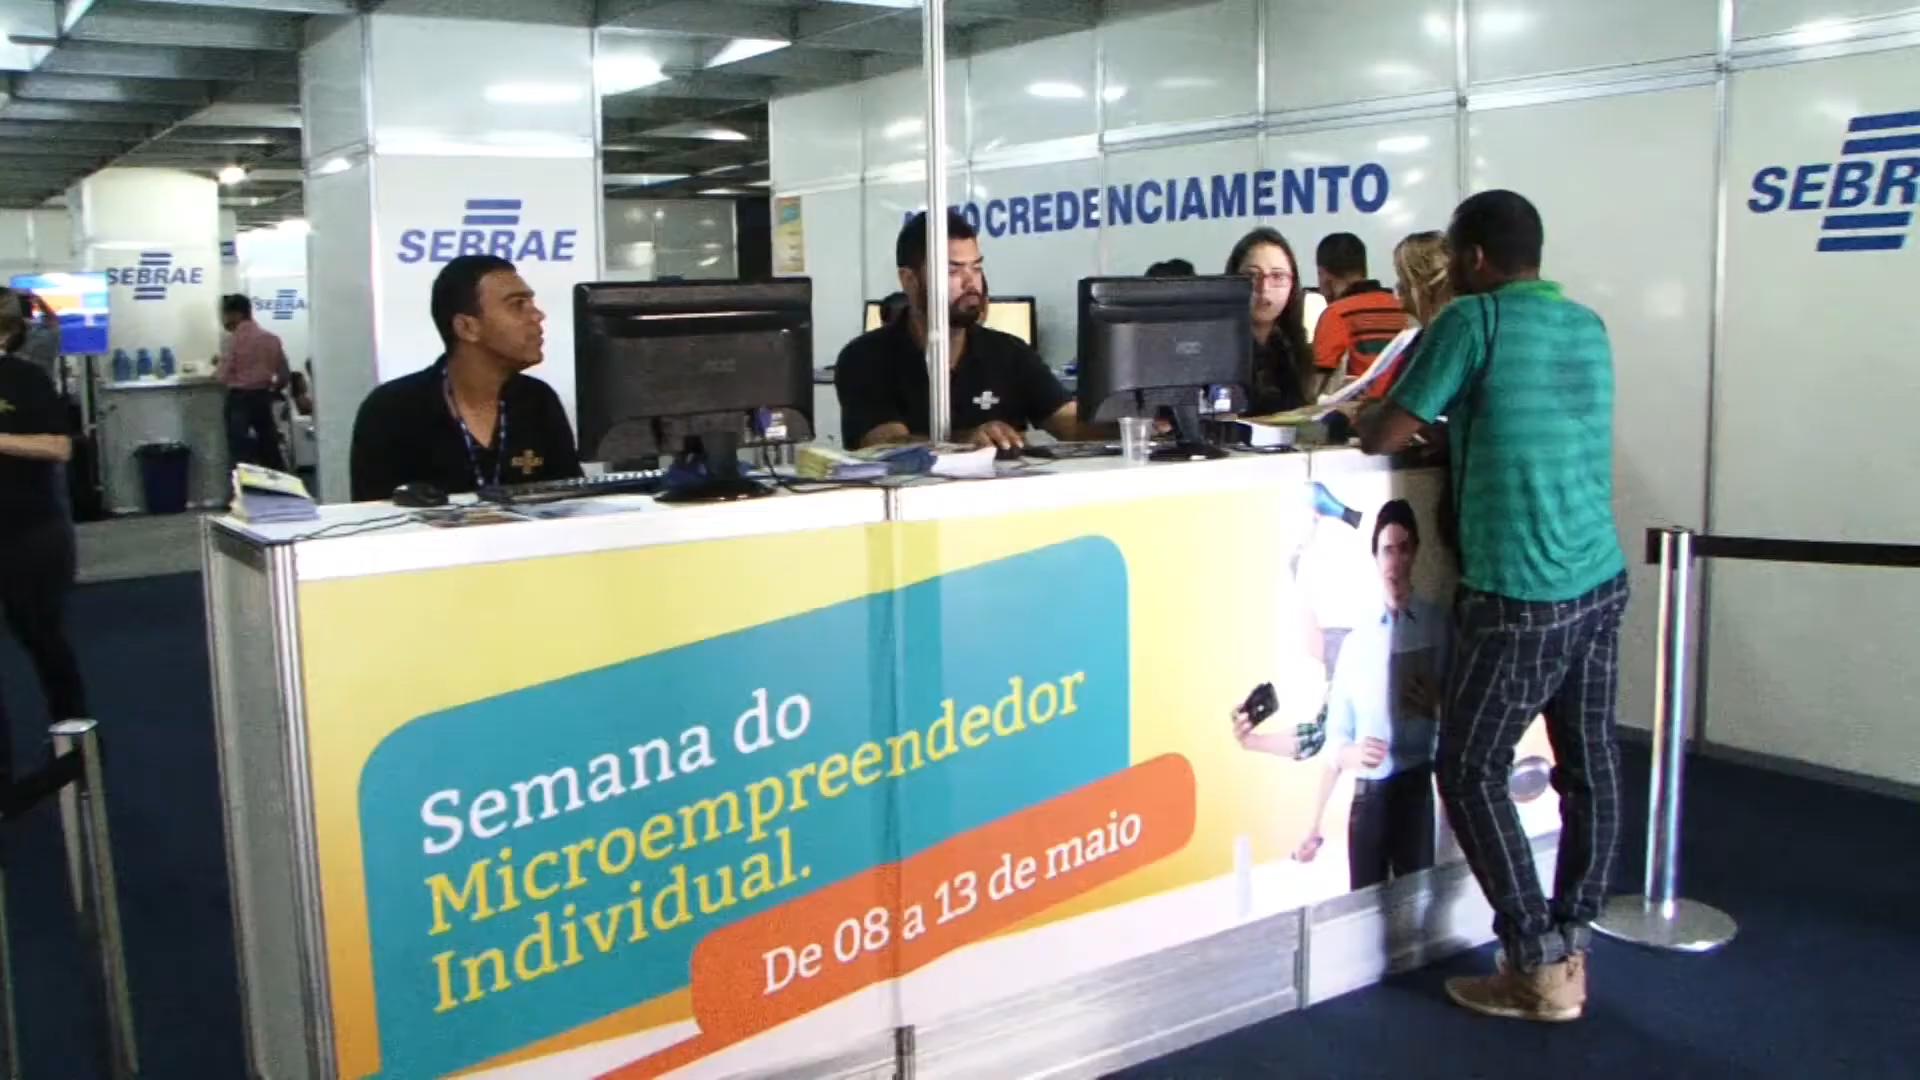 SEBRAE
SEBRAE
SEBRAE
CREDENCIAMENTO
SEBR
Semana do
Microempreendedor
Individual.
De 08 a 13 de maio